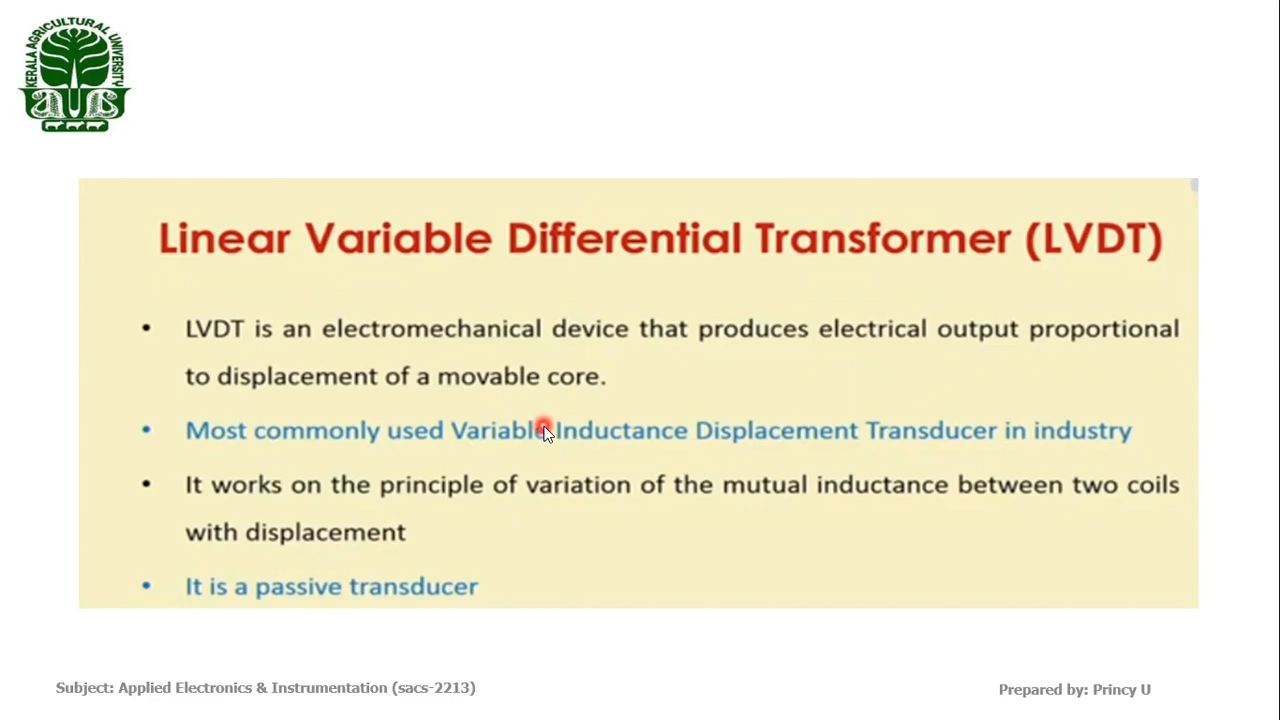 KERALA AGRICULTURAL UNIVERSITY
Linear Variable Differential Transformer (LVDT)
• LVDT is an electromechanical device that produces electrical output proportional
to displacement of a movable core.
• Most commonly used Variable Inductance Displacement Transducer in industry
• It works on the principle of variation of the mutual inductance between two coils
with displacement
• It is a passive transducer
Subject: Applied Electronics & Instrumentation (sacs-2213)
Prepared by: Princy U